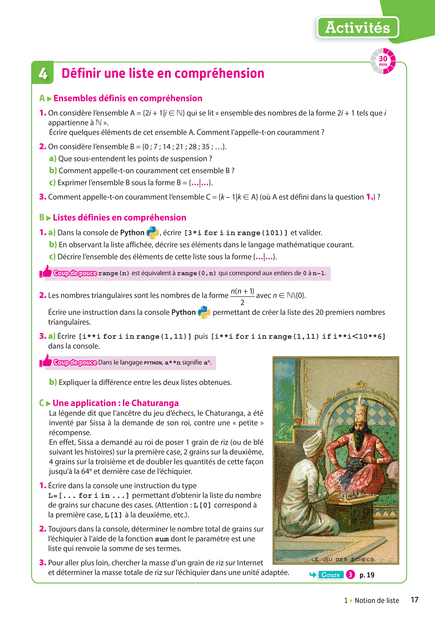 Activités
30
min
4 Définir une liste en compréhension
A ▸ Ensembles définis en compréhension
1. On considère l'ensemble A = {2i + 1|i ∈ ℕ} qui se lit « ensemble des nombres de la forme 2i + 1 tels que i
appartienne à ℕ ».
Écrire quelques éléments de cet ensemble A. Comment l'appelle-t-on couramment ?
2. On considère l'ensemble B = {0 ; 7 ; 14 ; 21 ; 28 ; 35 ; …}.
a) Que sous-entendent les points de suspension ?
b) Comment appelle-t-on couramment cet ensemble B ?
c) Exprimer l'ensemble B sous la forme B = {…|…}.
3. Comment appelle-t-on couramment l'ensemble C = {k – 1|k ∈ A} (où A est défini dans la question 1.) ?
B ▸ Listes définies en compréhension
1. a) Dans la console de Python, écrire [3*i for i in range(101)] et valider.
b) En observant la liste affichée, décrire ses éléments dans le langage mathématique courant.
c) Décrire l'ensemble des éléments de cette liste sous la forme {…|…}.
Coup de pouce range(n) est équivalent à range(0,n) qui correspond aux entiers de 0 à n-1.
2. Les nombres triangulaires sont les nombres de la forme n(n + 1)/2 avec n ∈ ℕ\{0}.
Écrire une instruction dans la console Python permettant de créer la liste des 20 premiers nombres
triangulaires.
3. a) Écrire [i**i for i in range(1,11)] puis [i**i for i in range(1,11) if i**i<10**6]
dans la console.
Coup de pouce Dans le langage PYTHON, a**n signifie aⁿ.
b) Expliquer la différence entre les deux listes obtenues.
C ▸ Une application : le Chaturanga
La légende dit que l'ancêtre du jeu d'échecs, le Chaturanga, a été
inventé par Sissa à la demande de son roi, contre une « petite »
récompense.
En effet, Sissa a demandé au roi de poser 1 grain de riz (ou de blé
suivant les histoires) sur la première case, 2 grains sur la deuxième,
4 grains sur la troisième et de doubler les quantités de cette façon
jusqu'à la 64e et dernière case de l'échiquier.
1. Écrire dans la console une instruction du type
L=[... for i in ...] permettant d'obtenir la liste du nombre
de grains sur chacune des cases. (Attention : L[0] correspond à
la première case, L[1] à la deuxième, etc.).
2. Toujours dans la console, déterminer le nombre total de grains sur
l'échiquier à l'aide de la fonction sum dont le paramètre est une
liste qui renvoie la somme de ses termes.
3. Pour aller plus loin, chercher la masse d'un grain de riz sur Internet
et déterminer la masse totale de riz sur l'échiquier dans une unité adaptée.
LE JEU DES ÉCHECS.
Cours 3 p. 19
1 ▸ Notion de liste 17